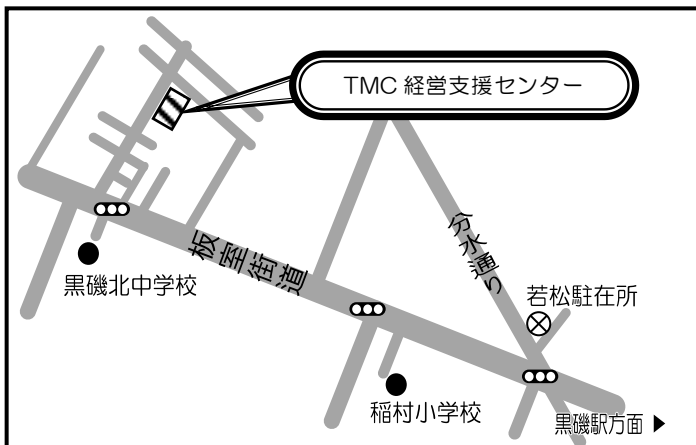 TMC 経営支援センター
分水通り
板室街道
若松駐在所
黒磯北中学校
稲村小学校
黒磯駅方面 ▶